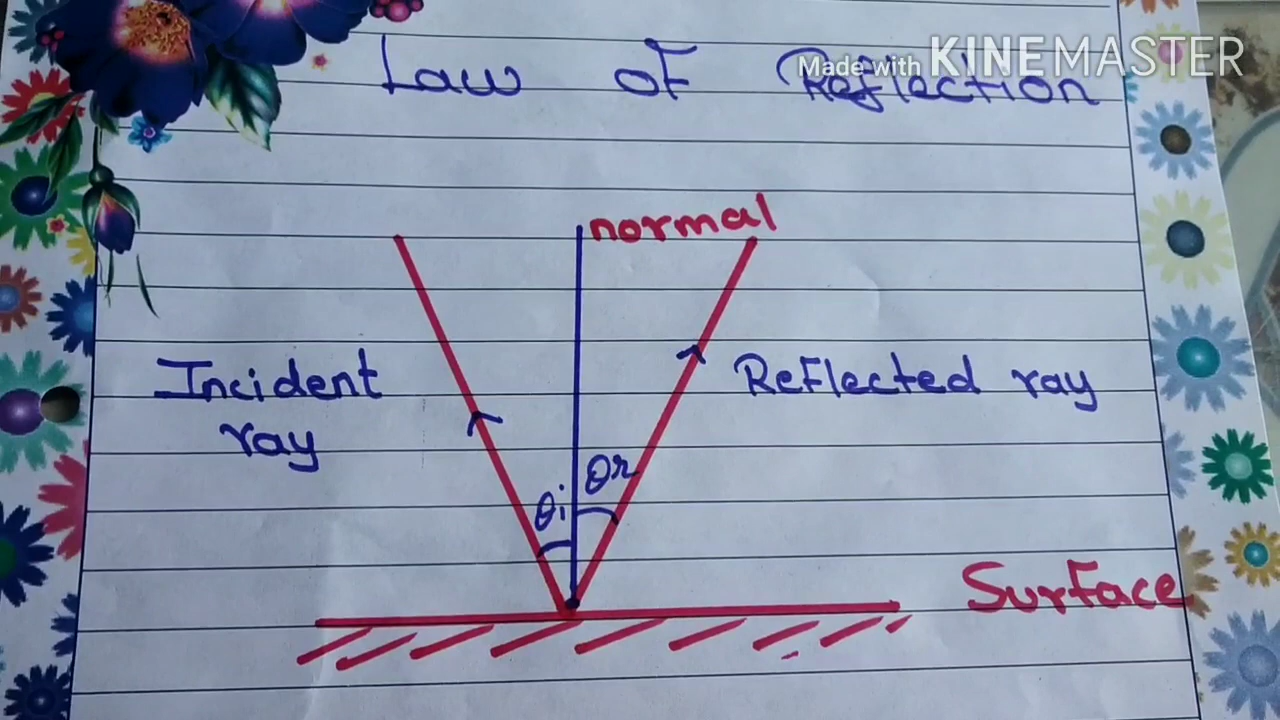 Law of Reflection
Made with KINEMASTER
normal
Incident
ray
Reflected ray
θi
θr
Surface